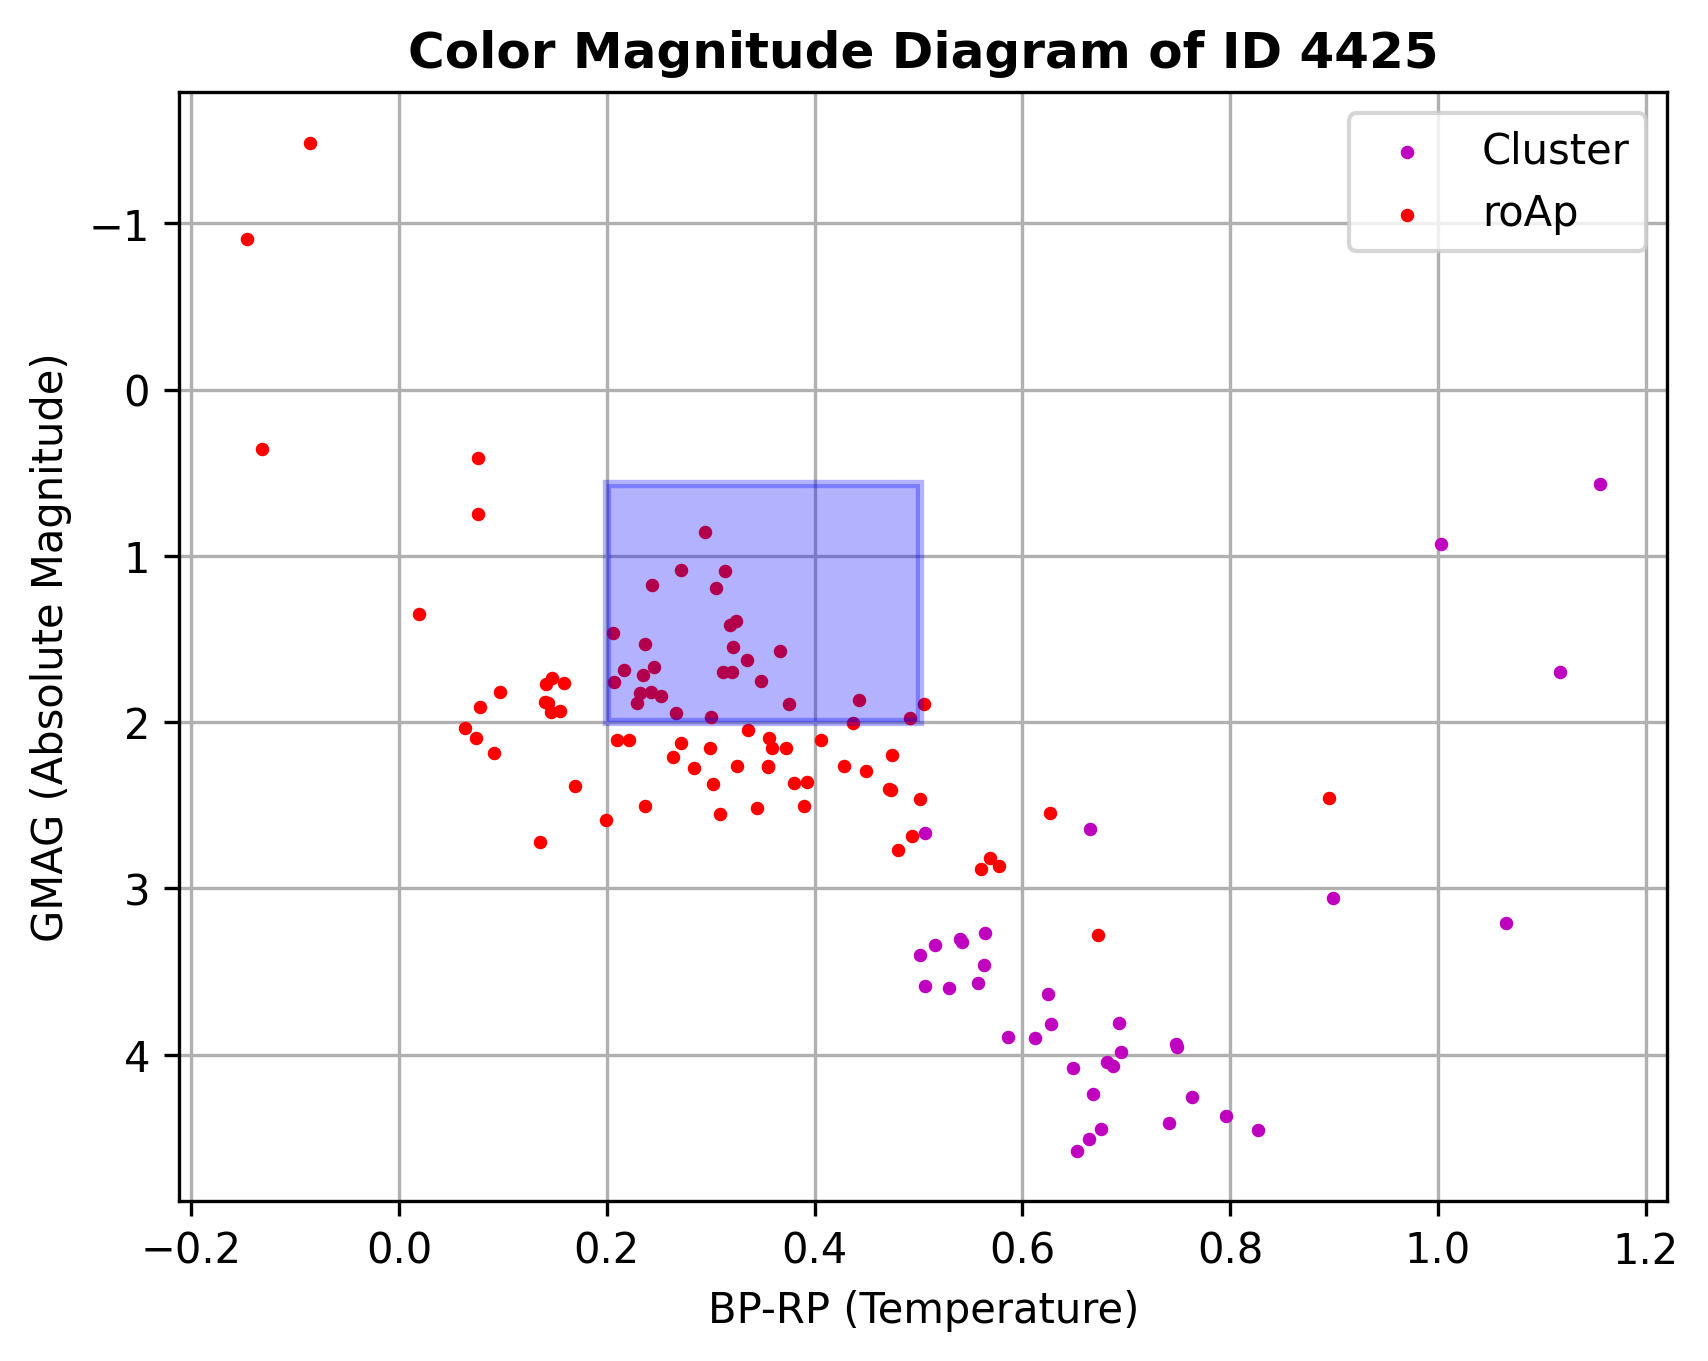 Color Magnitude Diagram of ID 4425
Cluster
roAp
GMAG (Absolute Magnitude)
−1
0
1
2
3
4
−0.2 0.0 0.2 0.4 0.6 0.8 1.0 1.2
BP-RP (Temperature)